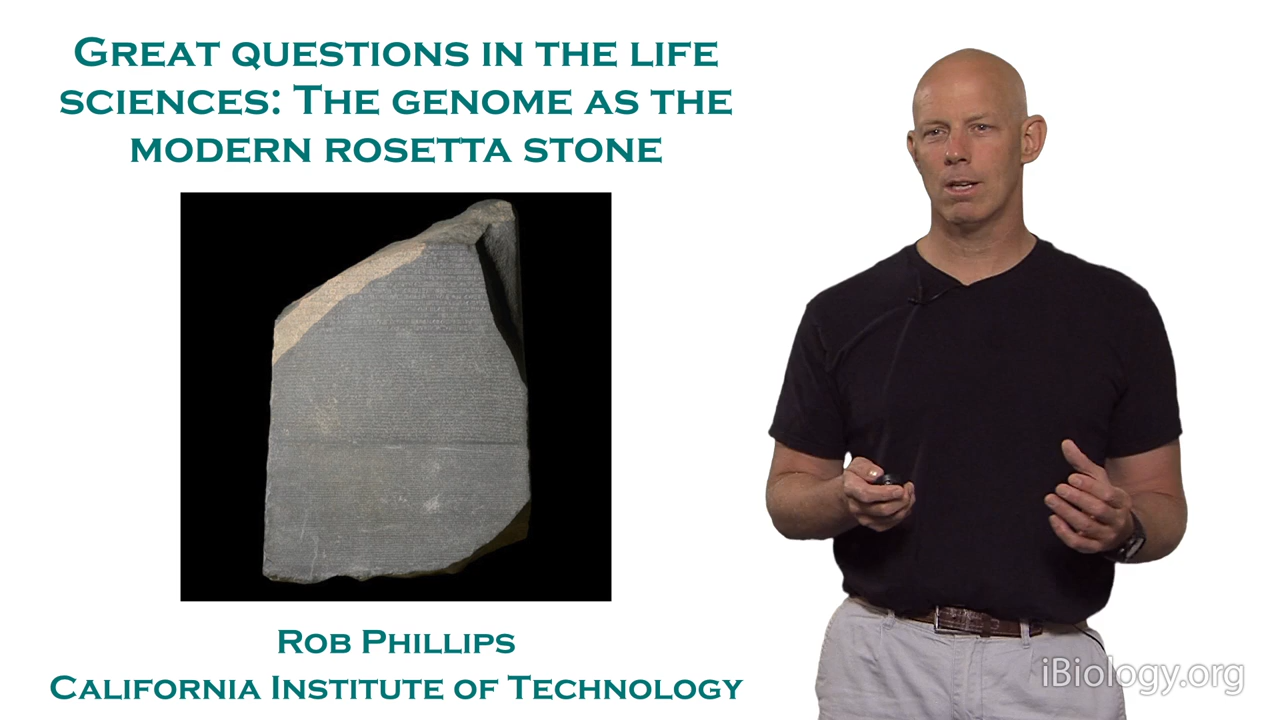 GREAT QUESTIONS IN THE LIFE
SCIENCES: THE GENOME AS THE
MODERN ROSETTA STONE
ROB PHILLIPS
CALIFORNIA INSTITUTE OF TECHNOLOGY
iBiology.org